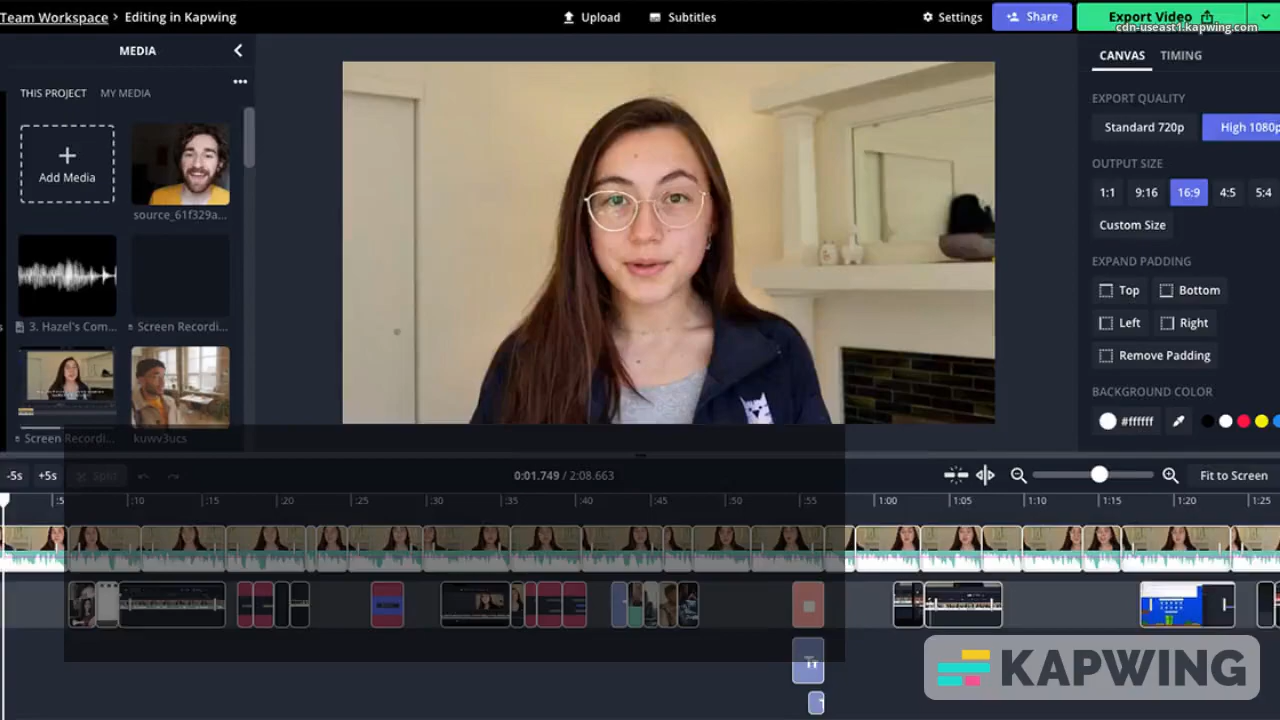 Team Workspace > Editing in Kapwing
Upload
Subtitles
Settings
Share
Export Video
cdn-useast1.kapwing.com
MEDIA
CANVAS
TIMING
THIS PROJECT
MY MEDIA
EXPORT QUALITY
Standard 720p
High 1080p
Add Media
source_61f329a...
OUTPUT SIZE
1:1
9:16
16:9
4:5
5:4
Custom Size
EXPAND PADDING
Top
Bottom
Left
Right
3. Hazel's Com...
Screen Recordi...
Remove Padding
BACKGROUND COLOR
#ffffff
Screen Recordi...
kuwv3ucs
-5s
+5s
Split
0:01.749 / 2:08.663
Fit to Screen
:5
:10
:15
:20
:25
:30
:35
:40
:45
:50
:55
1:00
1:05
1:10
1:15
1:20
1:25
Tr
KAPWING